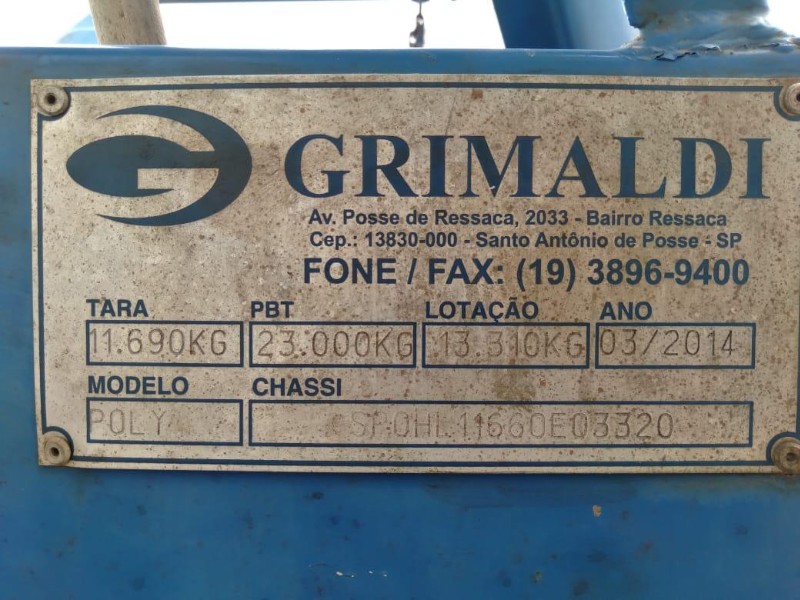 GRIMALDI
Av. Posse de Ressaca, 2033 - Bairro Ressaca
Cep.: 13830-000 - Santo Antônio de Posse - SP
FONE / FAX: (19) 3896-9400
TARA PBT LOTAÇÃO ANO
11.690KG 23.000KG 13.310KG 03/2014
MODELO CHASSI
POLY